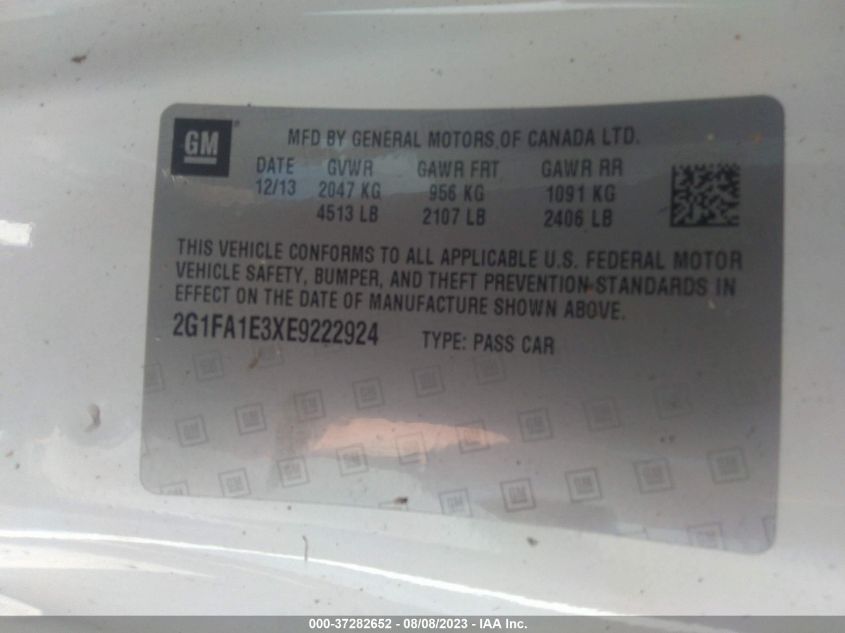 GM
MFD BY GENERAL MOTORS OF CANADA LTD.
DATE GVWR GAWR FRT GAWR RR
12/13 2047 KG 956 KG 1091 KG
4513 LB 2107 LB 2406 LB
THIS VEHICLE CONFORMS TO ALL APPLICABLE U.S. FEDERAL MOTOR
VEHICLE SAFETY, BUMPER, AND THEFT PREVENTION STANDARDS IN
EFFECT ON THE DATE OF MANUFACTURE SHOWN ABOVE.
2G1FA1E3XE9222924 TYPE: PASS CAR
000-37282652 - 08/08/2023 - IAA Inc.